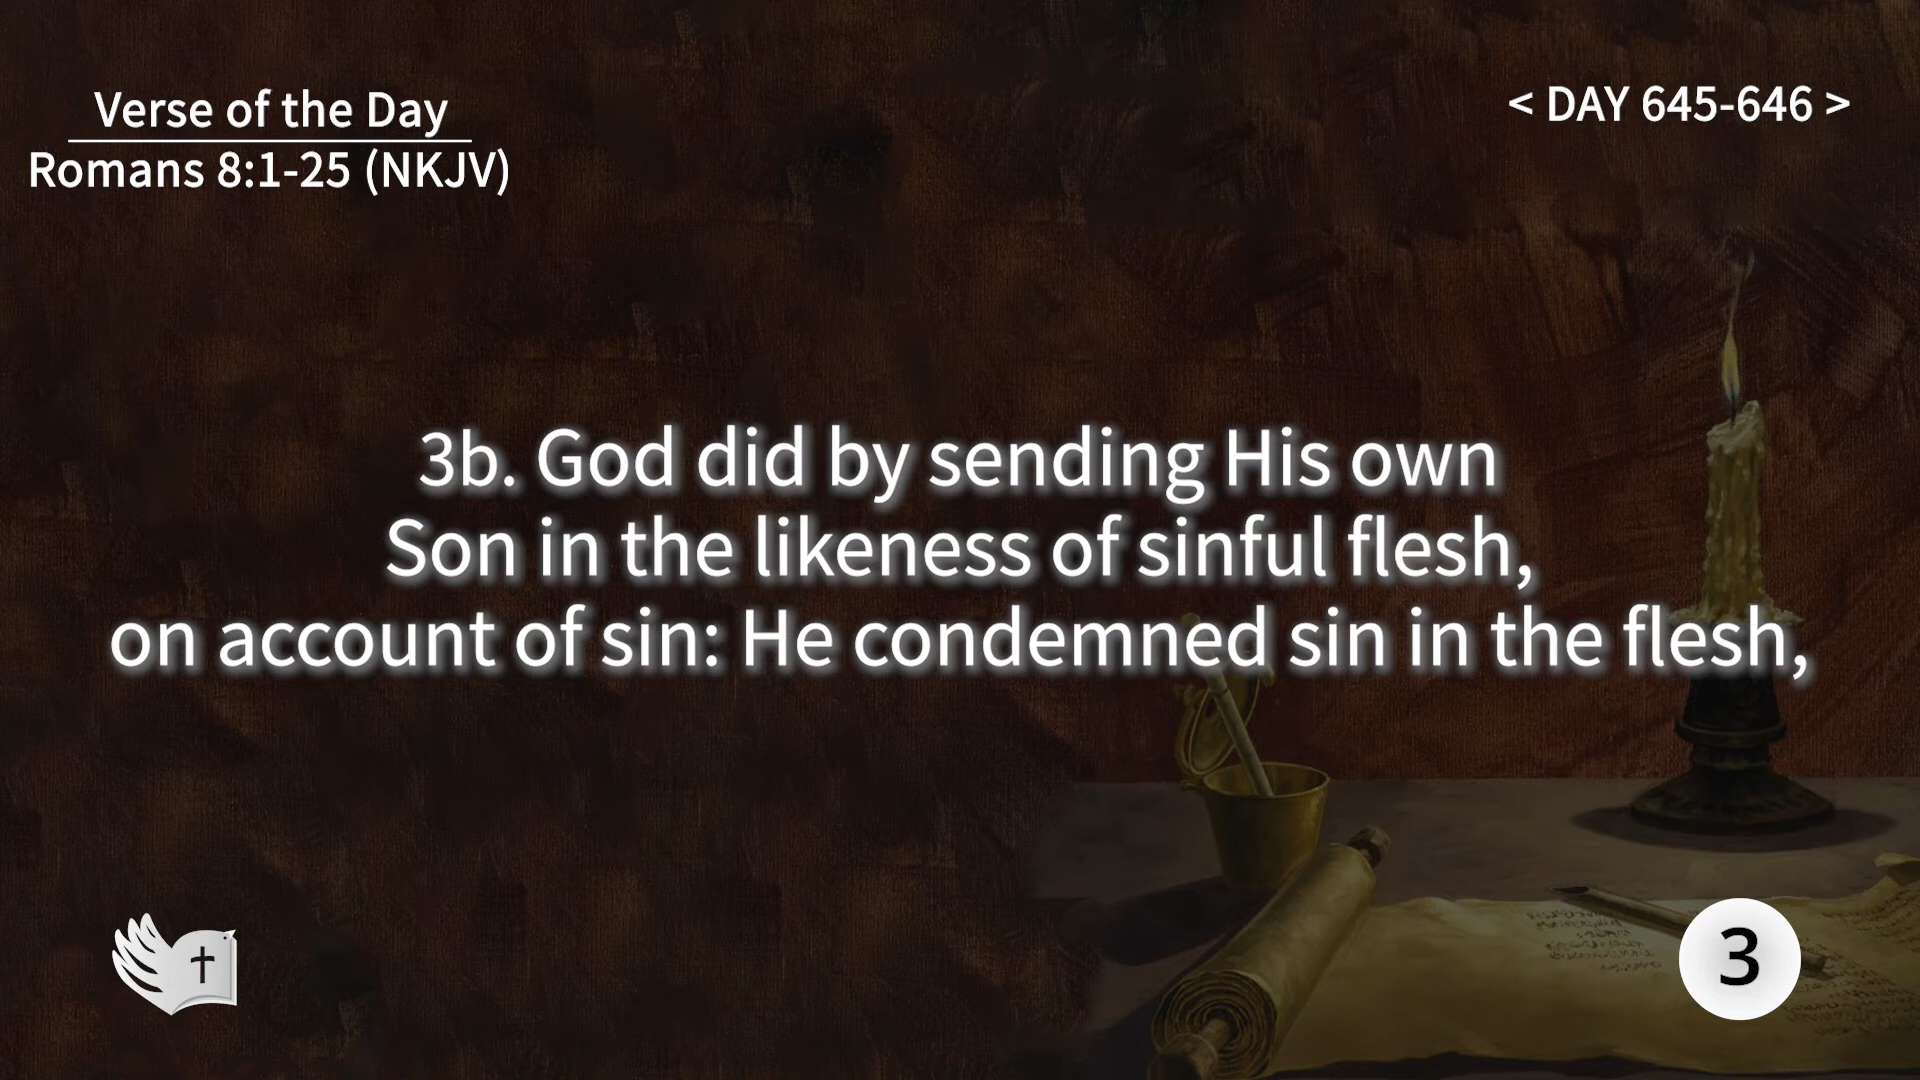 Verse of the Day
Romans 8:1-25 (NKJV)
< DAY 645-646 >
3b. God did by sending His own
Son in the likeness of sinful flesh,
on account of sin: He condemned sin in the flesh,
3